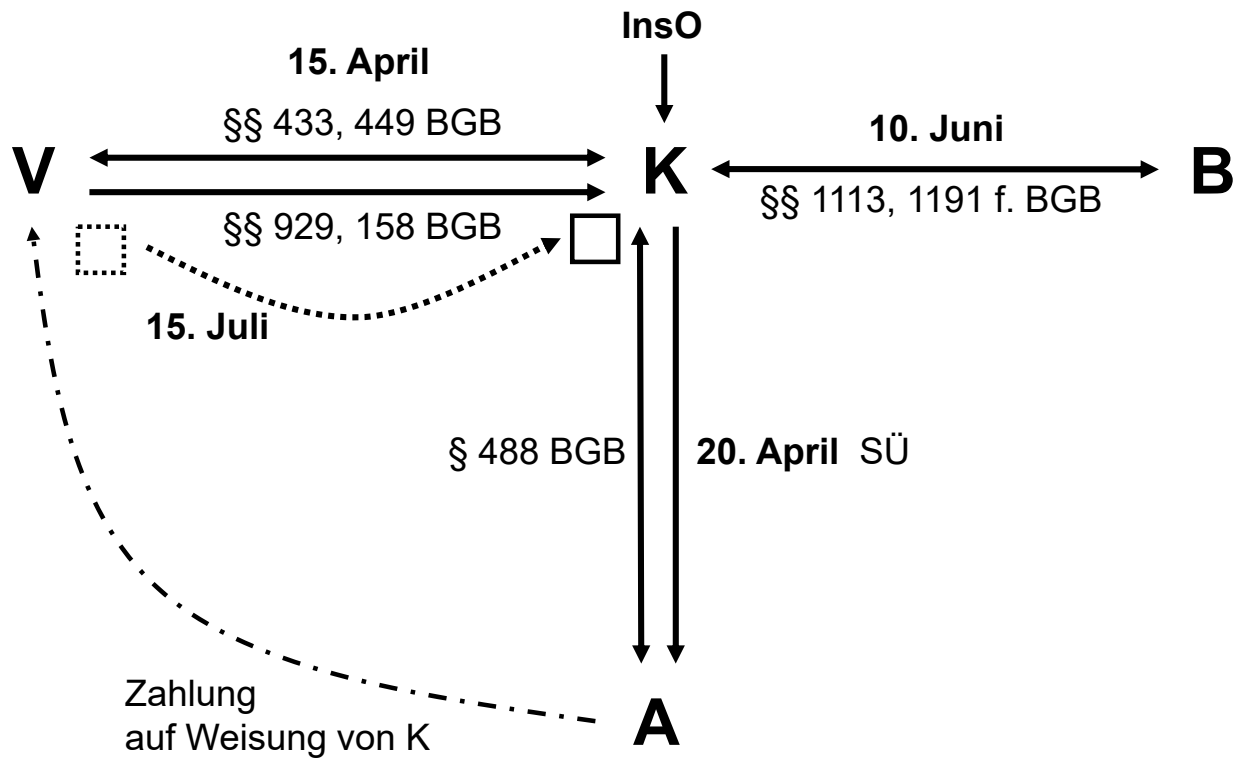 InsO
15. April
§§ 433, 449 BGB
10. Juni
V
K
B
§§ 1113, 1191 f. BGB
§§ 929, 158 BGB
15. Juli
§ 488 BGB
20. April SÜ
Zahlung
auf Weisung von K
A